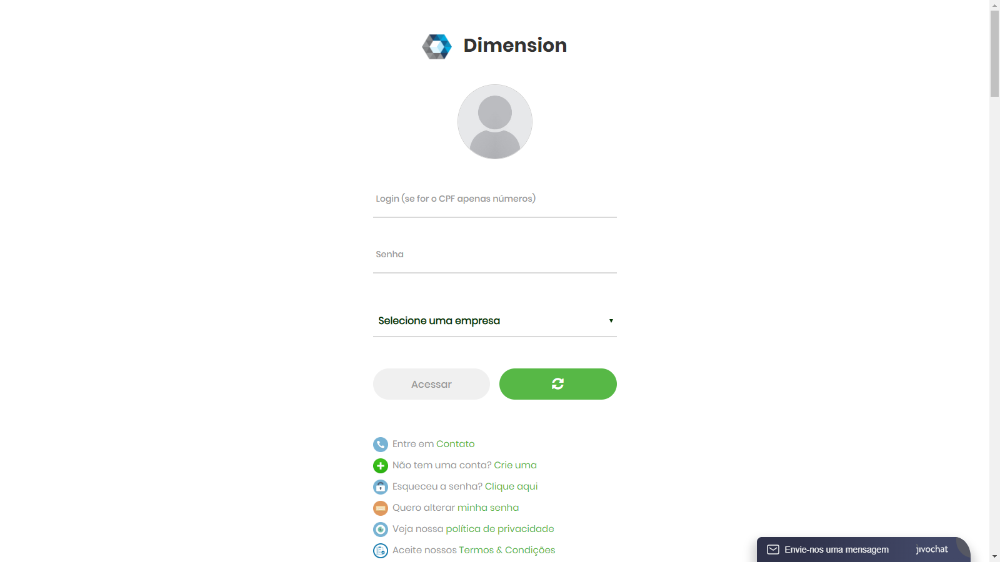 Dimension
Login (se for o CPF apenas números)
Senha
Selecione uma empresa
Acessar
Entre em Contato
Não tem uma conta? Crie uma
Esqueceu a senha? Clique aqui
Quero alterar minha senha
Veja nossa política de privacidade
Aceite nossos Termos & Condições
Envie-nos uma mensagem
jivochat